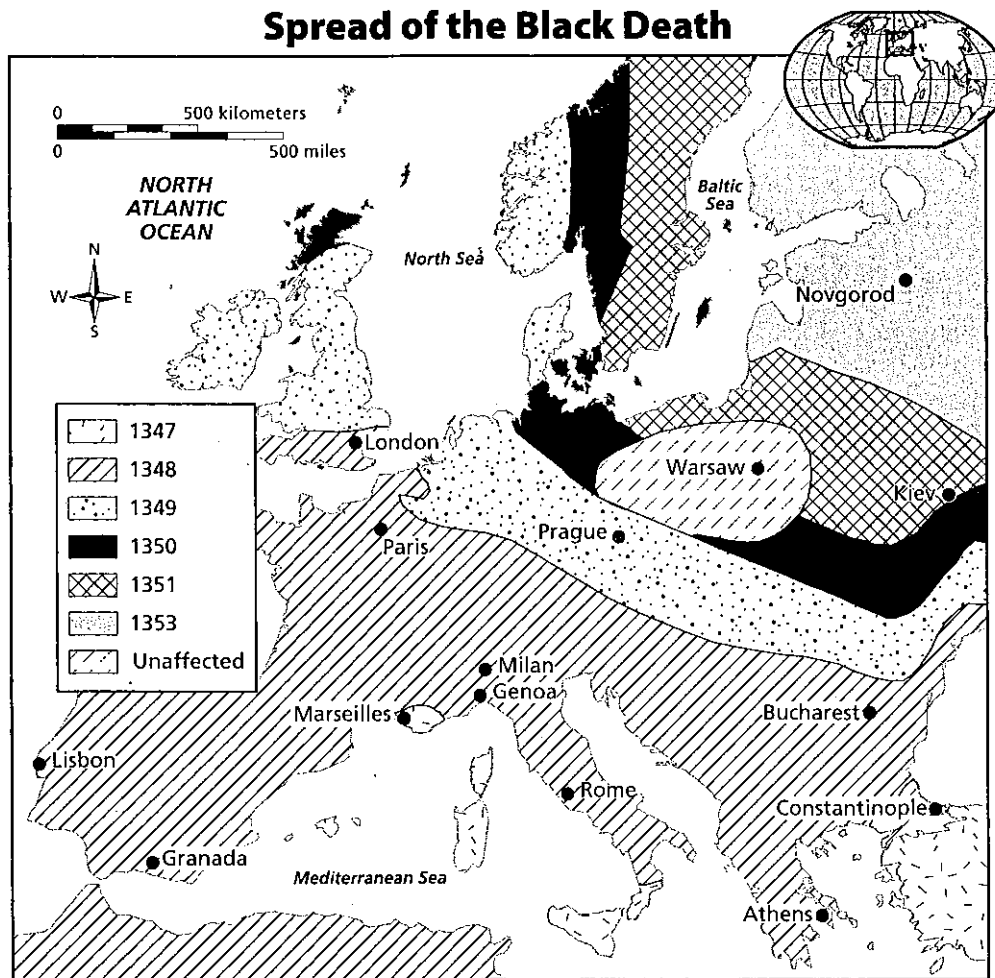 Spread of the Black Death
0 500 kilometers
0 500 miles
NORTH
ATLANTIC
OCEAN
N
W E
S
North Sea
Baltic
Sea
Novgorod
1347
1348
1349
1350
1351
1353
Unaffected
London
Paris
Warsaw
Kiev
Prague
Milan
Genoa
Marseilles
Bucharest
Lisbon
Rome
Constantinople
Granada
Mediterranean Sea
Athens